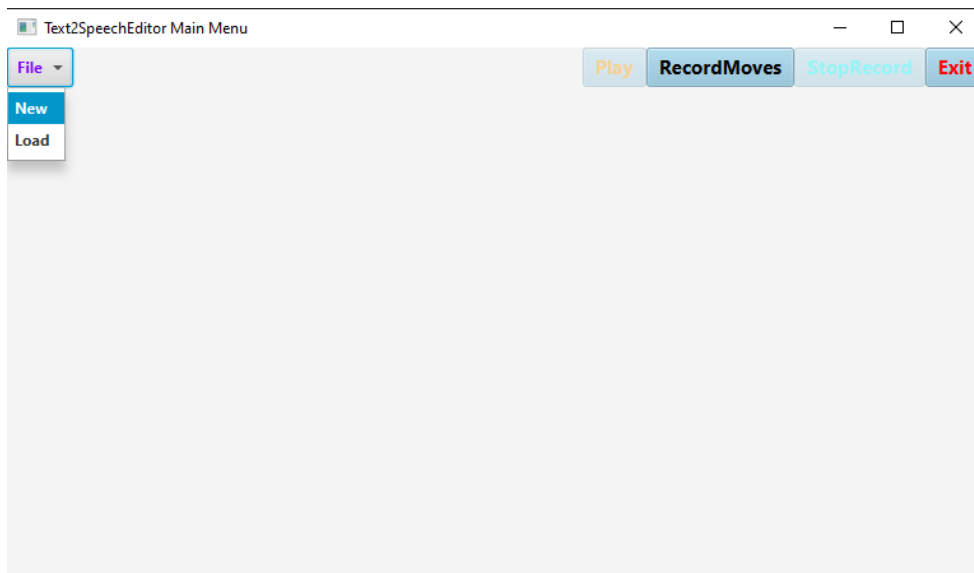 Text2SpeechEditor Main Menu
File Play RecordMoves StopRecord Exit
New
Load